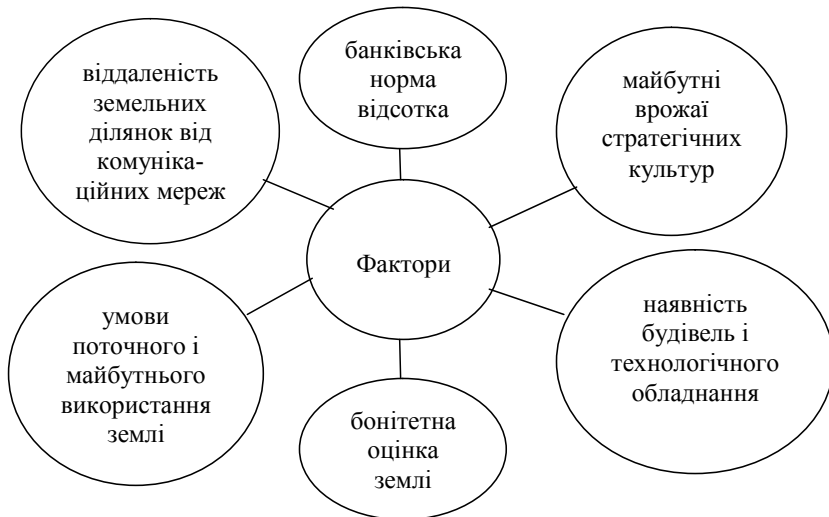 віддаленість
земельних
ділянок від
комуніка-
ційних мереж
банківська
норма
відсотка
майбутні
врожаї
стратегічних
культур
Фактори
умови
поточного і
майбутнього
використання
землі
бонітетна
оцінка
землі
наявність
будівель і
технологічного
обладнання